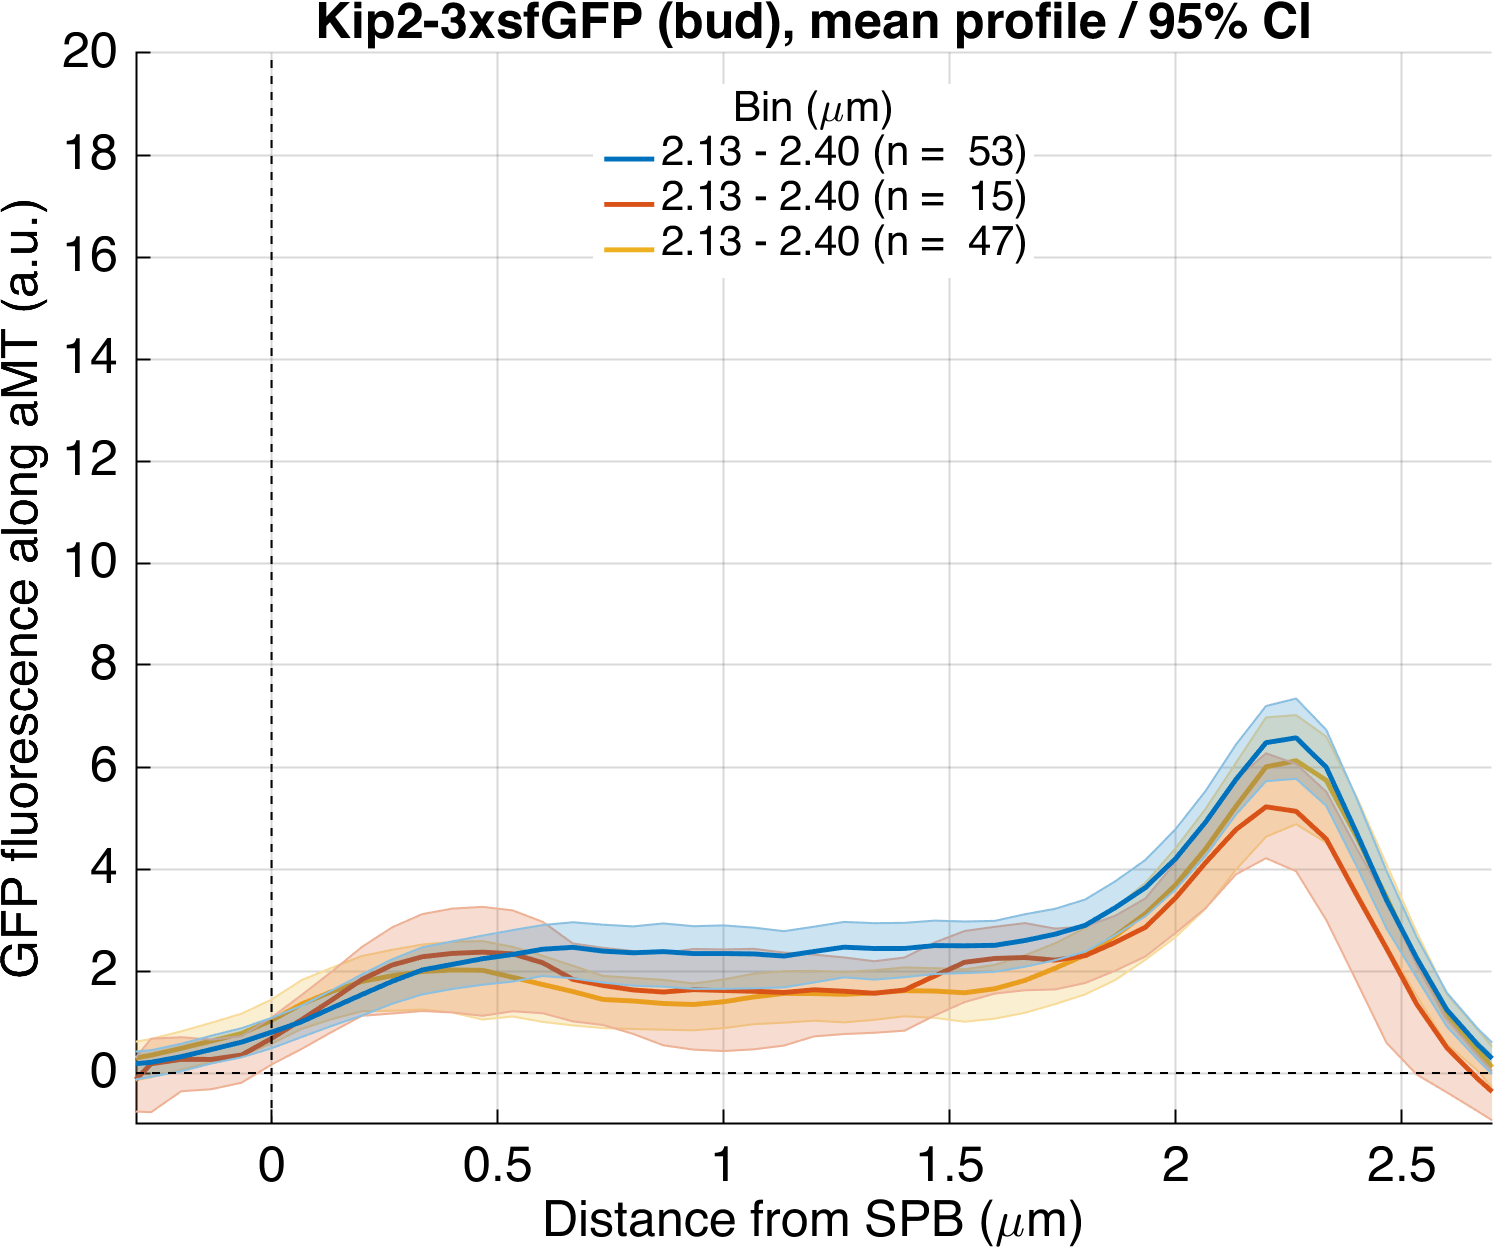 Kip2-3xsfGFP (bud), mean profile / 95% CI
GFP fluorescence along aMT (a.u.)
20
18
16
14
12
10
8
6
4
2
0
Bin (μm)
2.13 - 2.40 (n = 53)
2.13 - 2.40 (n = 15)
2.13 - 2.40 (n = 47)
0 0.5 1 1.5 2 2.5
Distance from SPB (μm)